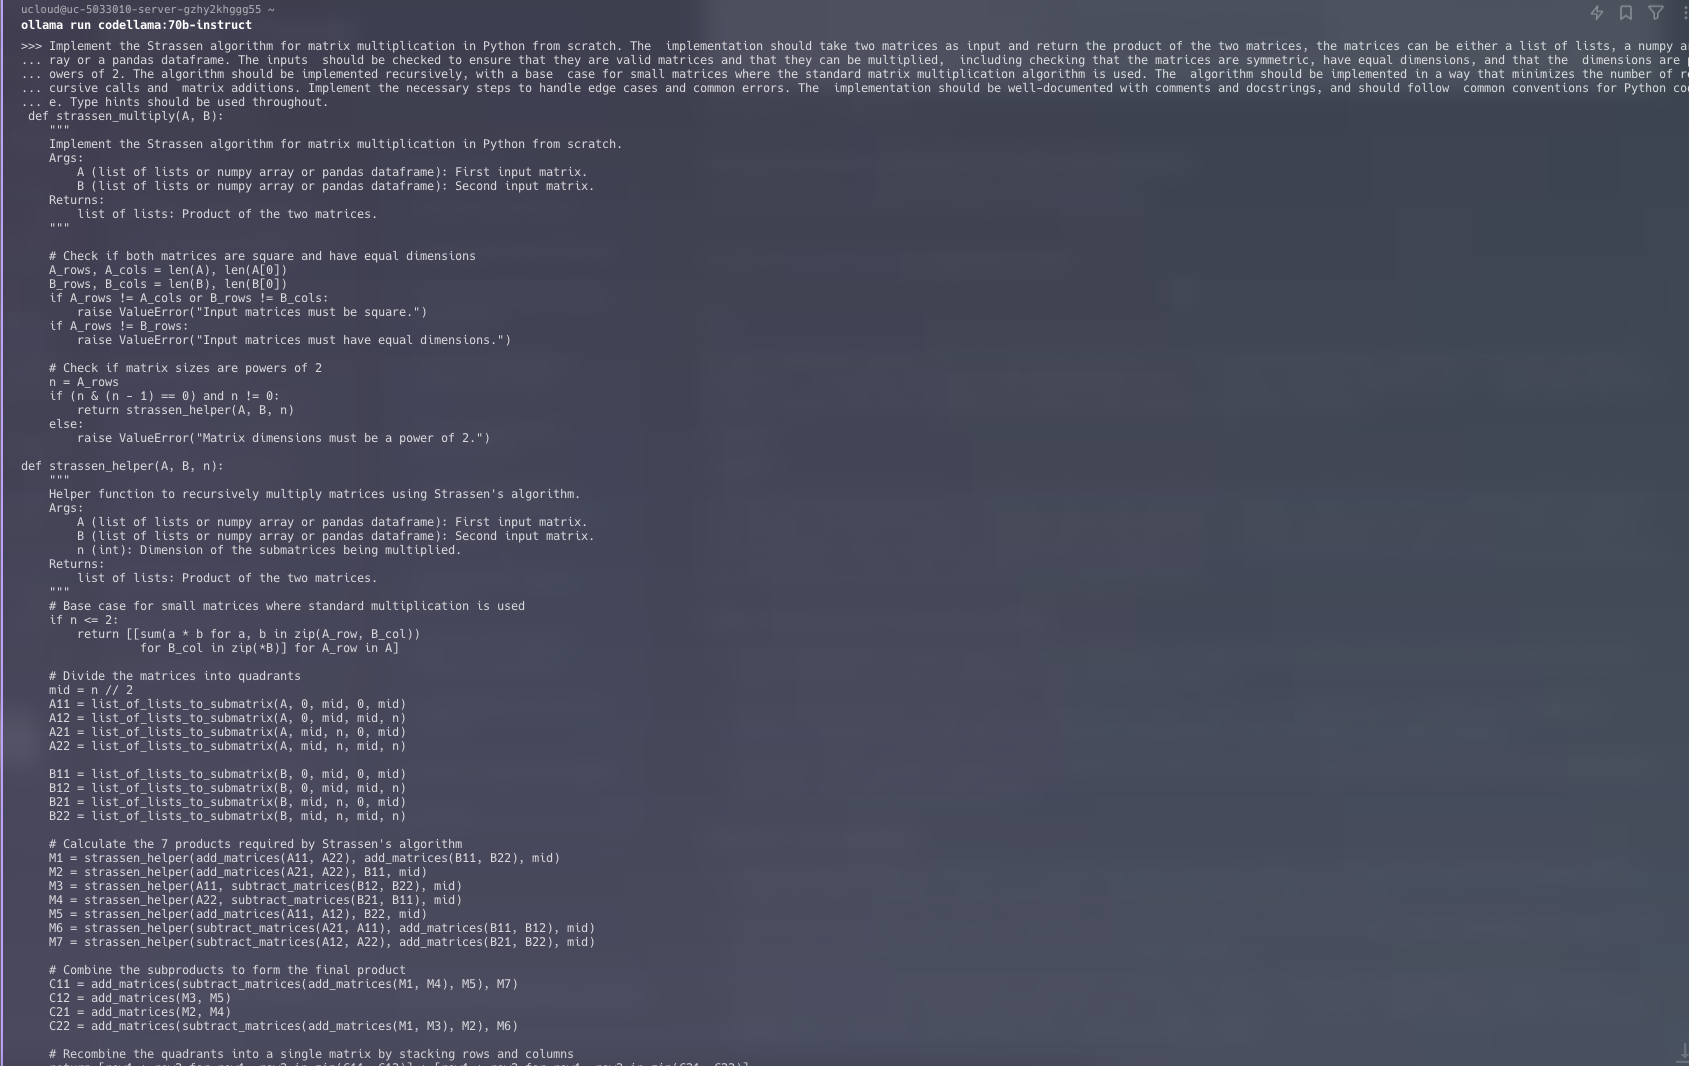 ucloud@uc-5033010-server-gzhy2khggg55 ~
ollama run codellama:70b-instruct
>>> Implement the Strassen algorithm for matrix multiplication in Python from scratch. The  implementation should take two matrices as input and return the product of the two matrices, the matrices can be either a list of lists, a numpy ar
... ray or a pandas dataframe. The inputs  should be checked to ensure that they are valid matrices and that they can be multiplied,  including checking that the matrices are symmetric, have equal dimensions, and that the  dimensions are p
... owers of 2. The algorithm should be implemented recursively, with a base  case for small matrices where the standard matrix multiplication algorithm is used. The  algorithm should be implemented in a way that minimizes the number of re
... cursive calls and  matrix additions. Implement the necessary steps to handle edge cases and common errors. The  implementation should be well-documented with comments and docstrings, and should follow  common conventions for Python cod
... e. Type hints should be used throughout.
 def strassen_multiply(A, B):
    """
    Implement the Strassen algorithm for matrix multiplication in Python from scratch.
    Args:
        A (list of lists or numpy array or pandas dataframe): First input matrix.
        B (list of lists or numpy array or pandas dataframe): Second input matrix.
    Returns:
        list of lists: Product of the two matrices.
    """

    # Check if both matrices are square and have equal dimensions
    A_rows, A_cols = len(A), len(A[0])
    B_rows, B_cols = len(B), len(B[0])
    if A_rows != A_cols or B_rows != B_cols:
        raise ValueError("Input matrices must be square.")
    if A_rows != B_rows:
        raise ValueError("Input matrices must have equal dimensions.")

    # Check if matrix sizes are powers of 2
    n = A_rows
    if (n & (n - 1) == 0) and n != 0:
        return strassen_helper(A, B, n)
    else:
        raise ValueError("Matrix dimensions must be a power of 2.")

def strassen_helper(A, B, n):
    """
    Helper function to recursively multiply matrices using Strassen's algorithm.
    Args:
        A (list of lists or numpy array or pandas dataframe): First input matrix.
        B (list of lists or numpy array or pandas dataframe): Second input matrix.
        n (int): Dimension of the submatrices being multiplied.
    Returns:
        list of lists: Product of the two matrices.
    """
    # Base case for small matrices where standard multiplication is used
    if n <= 2:
        return [[sum(a * b for a, b in zip(A_row, B_col))
                 for B_col in zip(*B)] for A_row in A]

    # Divide the matrices into quadrants
    mid = n // 2
    A11 = list_of_lists_to_submatrix(A, 0, mid, 0, mid)
    A12 = list_of_lists_to_submatrix(A, 0, mid, mid, n)
    A21 = list_of_lists_to_submatrix(A, mid, n, 0, mid)
    A22 = list_of_lists_to_submatrix(A, mid, n, mid, n)

    B11 = list_of_lists_to_submatrix(B, 0, mid, 0, mid)
    B12 = list_of_lists_to_submatrix(B, 0, mid, mid, n)
    B21 = list_of_lists_to_submatrix(B, mid, n, 0, mid)
    B22 = list_of_lists_to_submatrix(B, mid, n, mid, n)

    # Calculate the 7 products required by Strassen's algorithm
    M1 = strassen_helper(add_matrices(A11, A22), add_matrices(B11, B22), mid)
    M2 = strassen_helper(add_matrices(A21, A22), B11, mid)
    M3 = strassen_helper(A11, subtract_matrices(B12, B22), mid)
    M4 = strassen_helper(A22, subtract_matrices(B21, B11), mid)
    M5 = strassen_helper(add_matrices(A11, A12), B22, mid)
    M6 = strassen_helper(subtract_matrices(A21, A11), add_matrices(B11, B12), mid)
    M7 = strassen_helper(subtract_matrices(A12, A22), add_matrices(B21, B22), mid)

    # Combine the subproducts to form the final product
    C11 = add_matrices(subtract_matrices(add_matrices(M1, M4), M5), M7)
    C12 = add_matrices(M3, M5)
    C21 = add_matrices(M2, M4)
    C22 = add_matrices(subtract_matrices(add_matrices(M1, M3), M2), M6)

    # Recombine the quadrants into a single matrix by stacking rows and columns